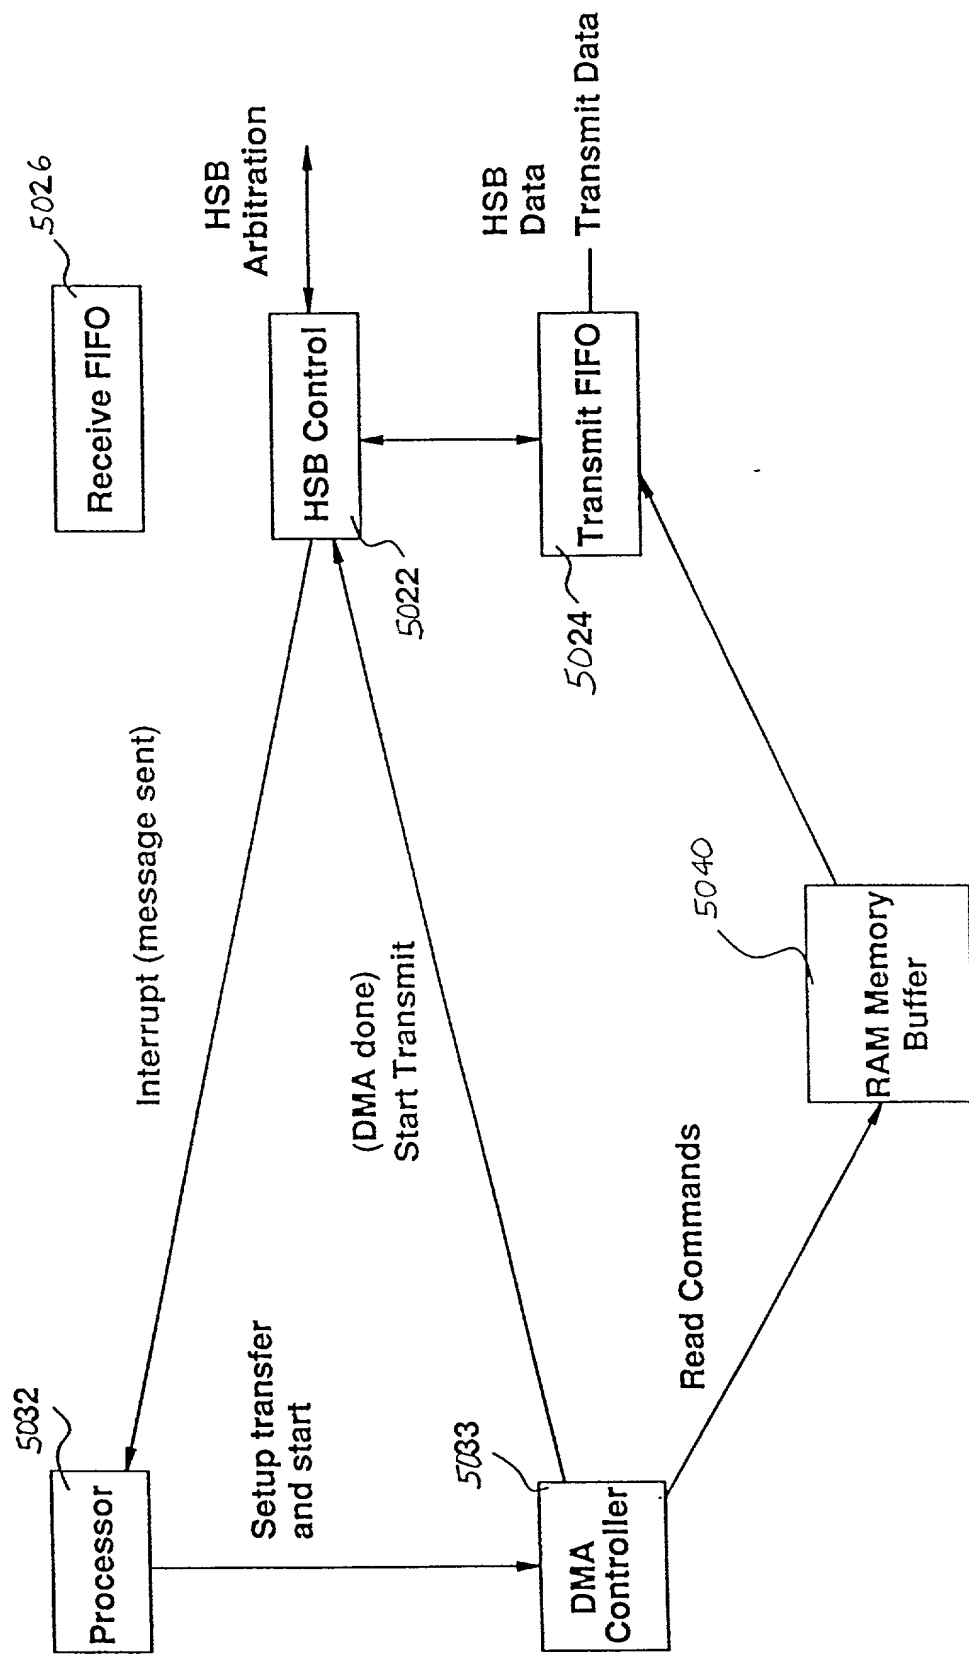 Processor
5032
Interrupt (message sent)
Receive FIFO
5026
Setup transfer
and start
HSB Control
5022
HSB
Arbitration
(DMA done)
Start Transmit
DMA
Controller
5033
Transmit FIFO
5024
HSB
Data
Transmit Data
Read Commands
RAM Memory
Buffer
5040